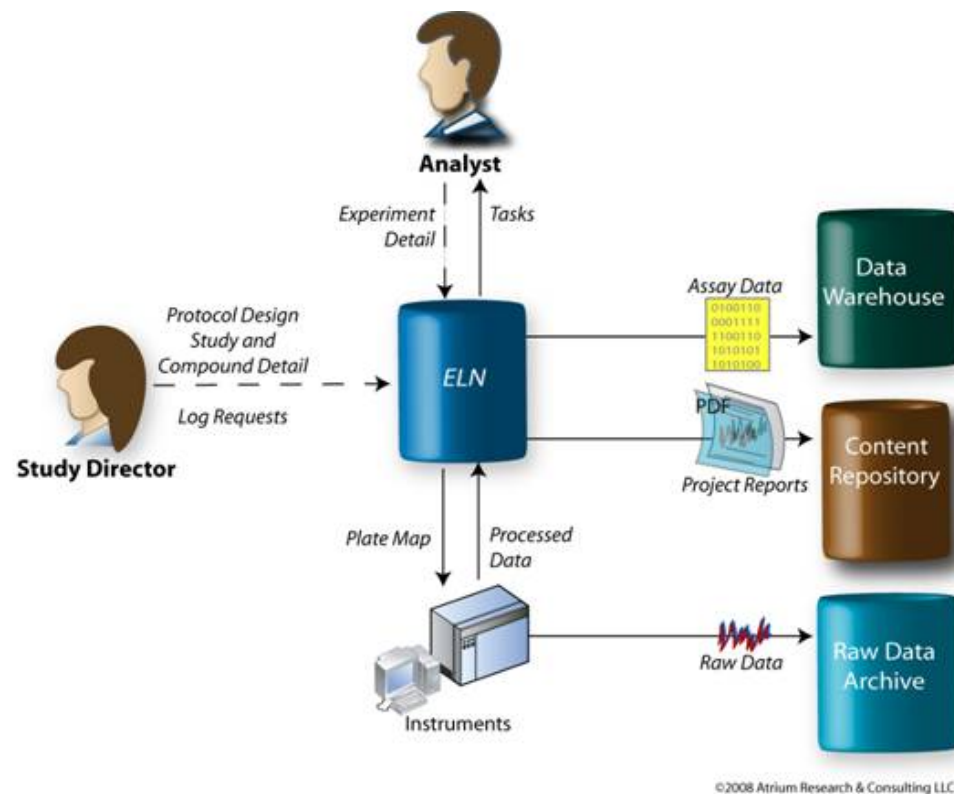 Analyst
Experiment
Detail
Tasks
Protocol Design
Study and
Compound Detail
Log Requests
Study Director
ELN
Assay Data
0100110
0001111
1100110
1010101
1010100
Data
Warehouse
PDF
Project Reports
Content
Repository
Plate Map
Processed
Data
Instruments
Raw Data
Raw Data
Archive
©2008 Atrium Research & Consulting LLC